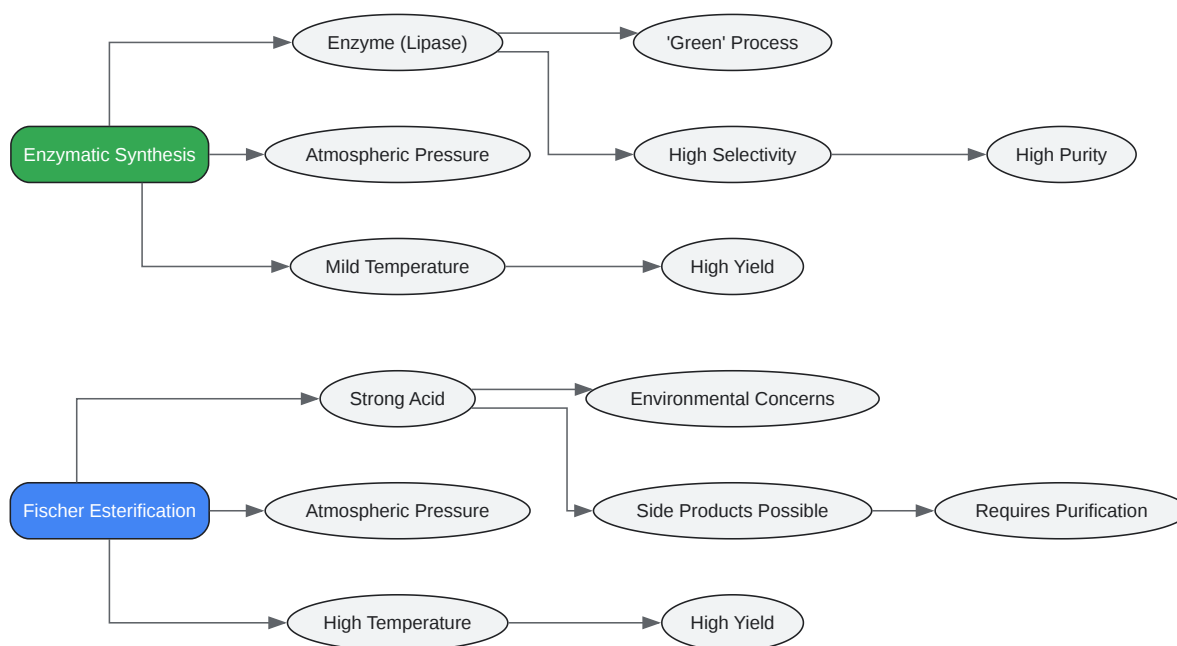 Enzyme (Lipase)
'Green' Process
Enzymatic Synthesis
Atmospheric Pressure
High Selectivity
High Purity
Mild Temperature
High Yield
Strong Acid
Environmental Concerns
Fischer Esterification
Atmospheric Pressure
Side Products Possible
Requires Purification
High Temperature
High Yield